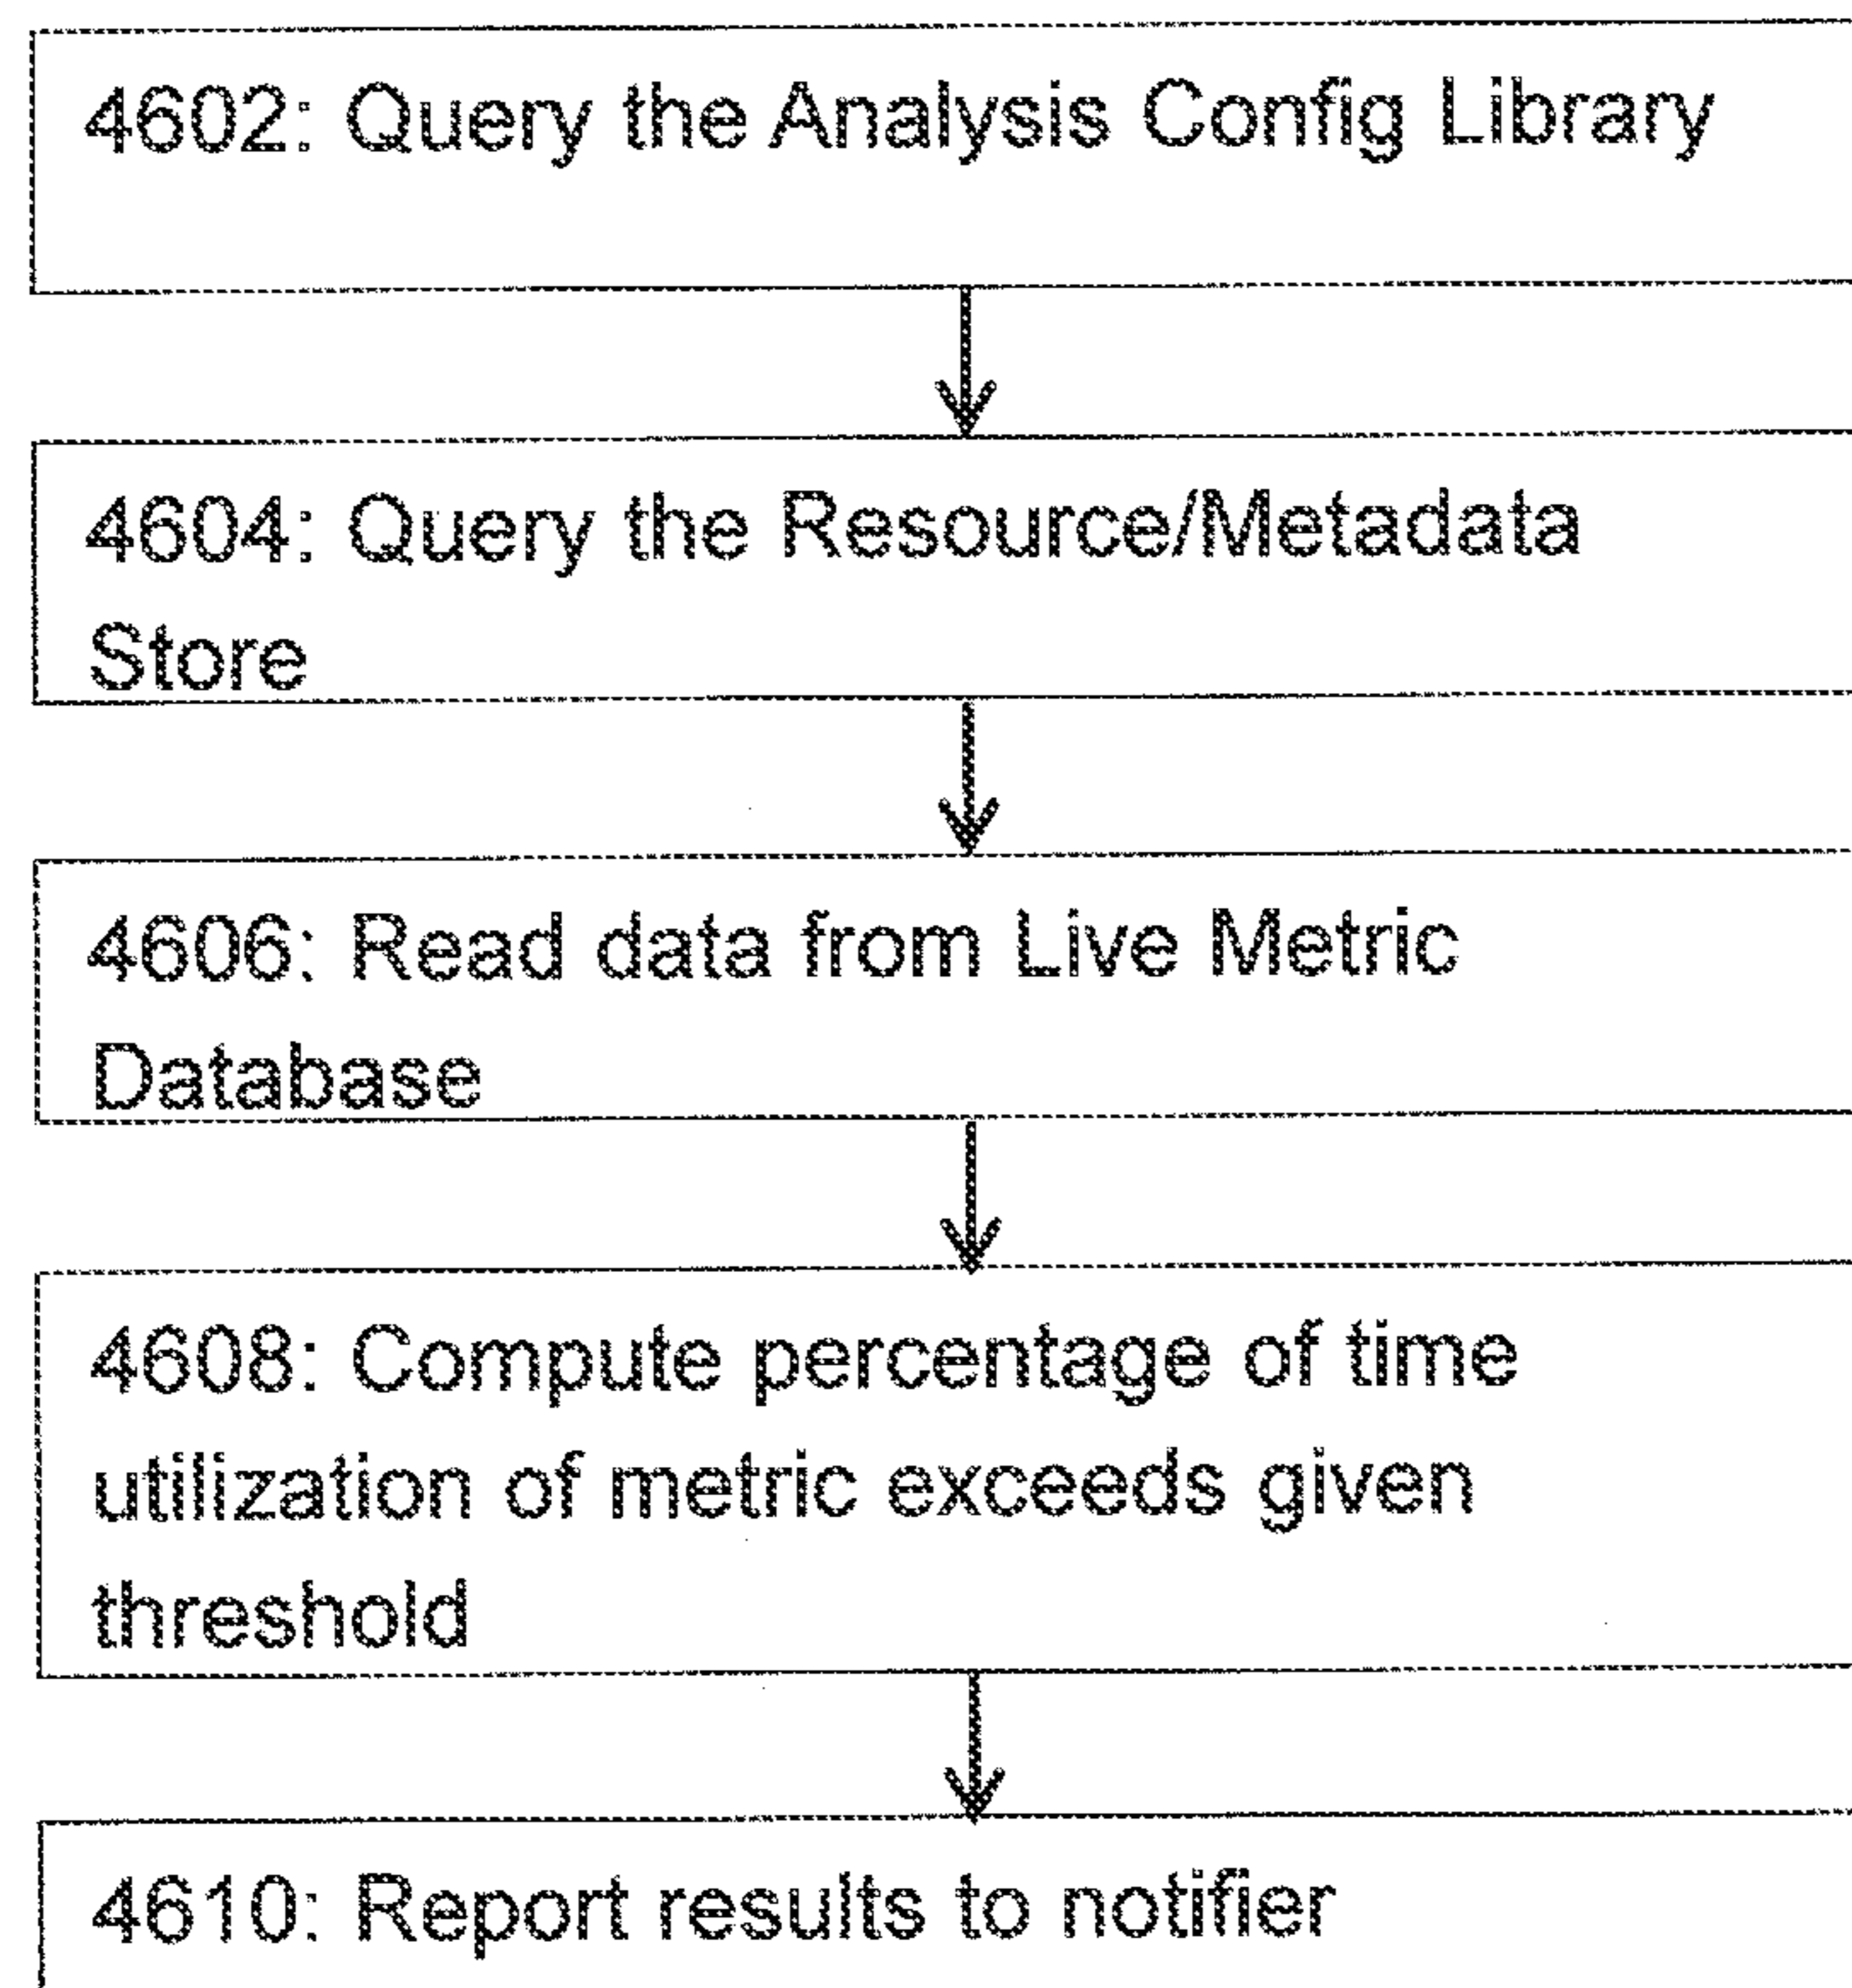 4602: Query the Analysis Config Library
4604: Query the Resource/Metadata
Store
4606: Read data from Live Metric
Database
4608: Compute percentage of time
utilization of metric exceeds given
threshold
4610: Report results to notifier